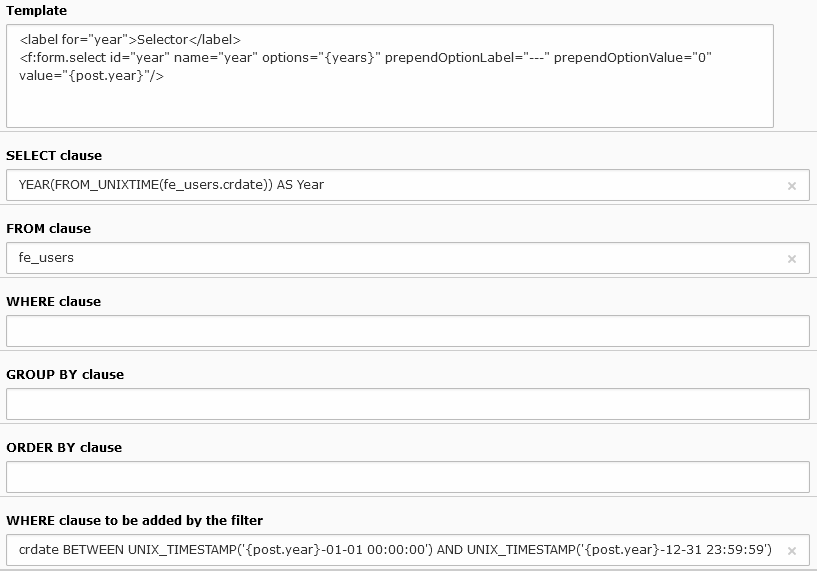 Template
<label for="year">Selector</label>
<f:form.select id="year" name="year" options="{years}" prependOptionLabel="---" prependOptionValue="0"
value="{post.year}"/>
SELECT clause
YEAR(FROM_UNIXTIME(fe_users.crdate)) AS Year
FROM clause
fe_users
WHERE clause
GROUP BY clause
ORDER BY clause
WHERE clause to be added by the filter
crdate BETWEEN UNIX_TIMESTAMP('{post.year}-01-01 00:00:00') AND UNIX_TIMESTAMP('{post.year}-12-31 23:59:59')